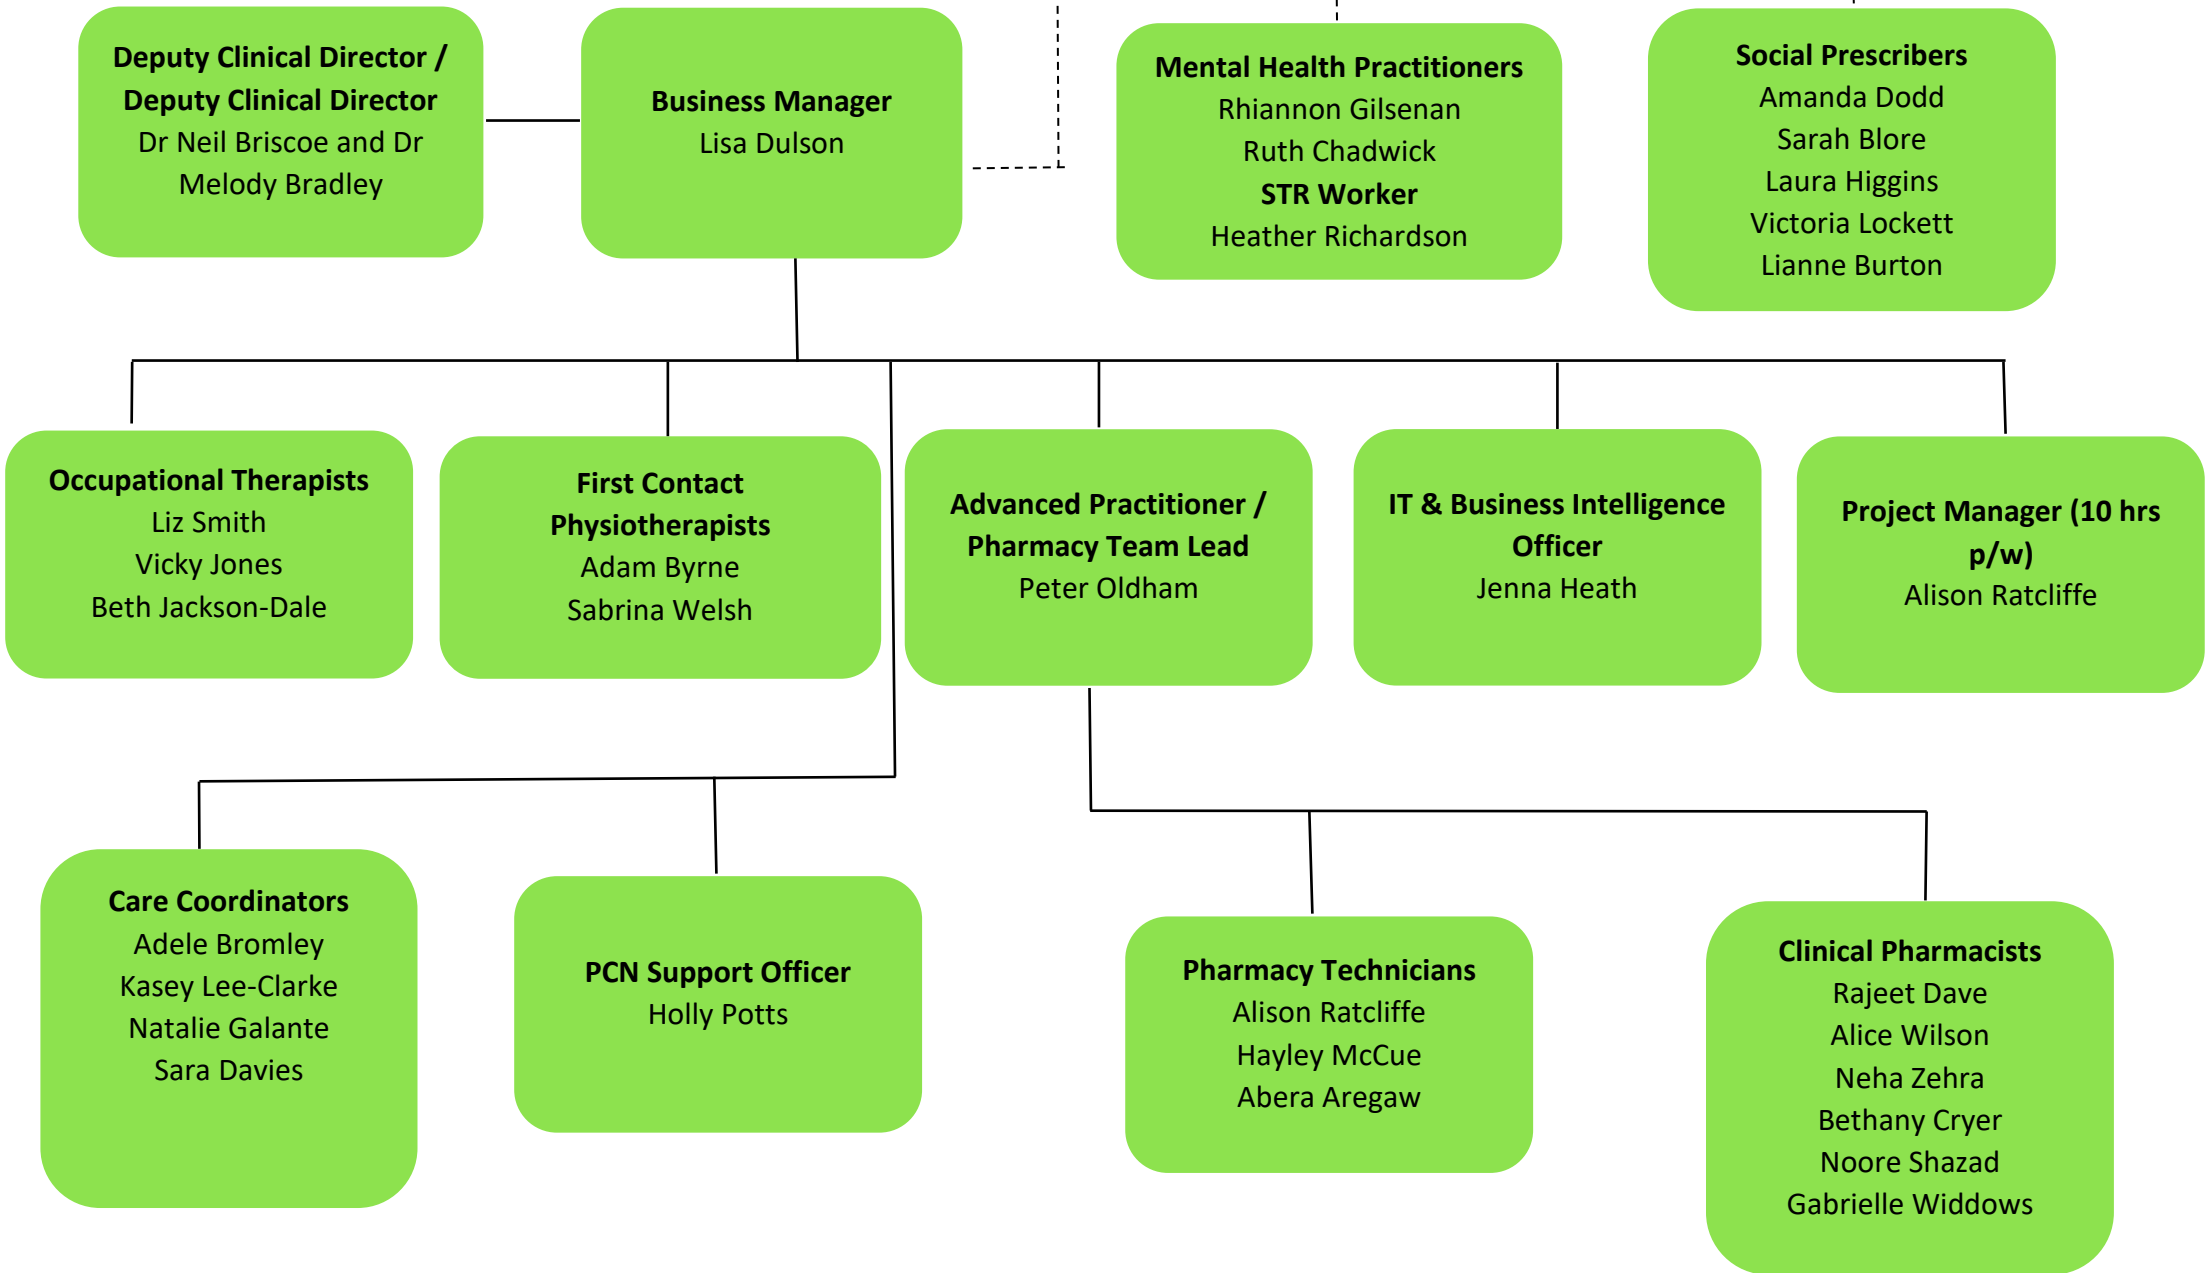 Deputy Clinical Director /
Deputy Clinical Director
Dr Neil Briscoe and Dr
Melody Bradley
Business Manager
Lisa Dulson
Mental Health Practitioners
Rhiannon Gilsenan
Ruth Chadwick
STR Worker
Heather Richardson
Social Prescribers
Amanda Dodd
Sarah Blore
Laura Higgins
Victoria Lockett
Lianne Burton
Occupational Therapists
Liz Smith
Vicky Jones
Beth Jackson-Dale
First Contact
Physiotherapists
Adam Byrne
Sabrina Welsh
Advanced Practitioner /
Pharmacy Team Lead
Peter Oldham
IT & Business Intelligence
Officer
Jenna Heath
Project Manager (10 hrs
p/w)
Alison Ratcliffe
Care Coordinators
Adele Bromley
Kasey Lee-Clarke
Natalie Galante
Sara Davies
PCN Support Officer
Holly Potts
Pharmacy Technicians
Alison Ratcliffe
Hayley McCue
Abera Aregaw
Clinical Pharmacists
Rajeet Dave
Alice Wilson
Neha Zehra
Bethany Cryer
Noore Shazad
Gabrielle Widdows